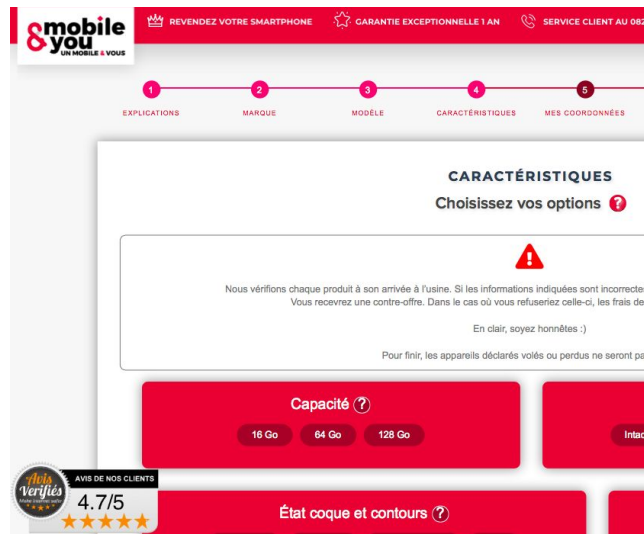 &mobile
&you
UN MOBILE & VOUS
REVENDEZ VOTRE SMARTPHONE
GARANTIE EXCEPTIONNELLE 1 AN
SERVICE CLIENT AU 082
1
2
3
4
5
EXPLICATIONS
MARQUE
MODÈLE
CARACTÉRISTIQUES
MES COORDONNÉES
CARACTÉRISTIQUES
Choisissez vos options ?
Nous vérifions chaque produit à son arrivée à l'usine. Si les informations indiquées sont incorrectes
Vous recevrez une contre-offre. Dans le cas où vous refuseriez celle-ci, les frais de
En clair, soyez honnêtes :)
Pour finir, les appareils déclarés volés ou perdus ne seront pa
Capacité ?
16 Go
64 Go
128 Go
Intac
Avis
Vérifiés
AVIS DE NOS CLIENTS
4.7/5
État coque et contours ?